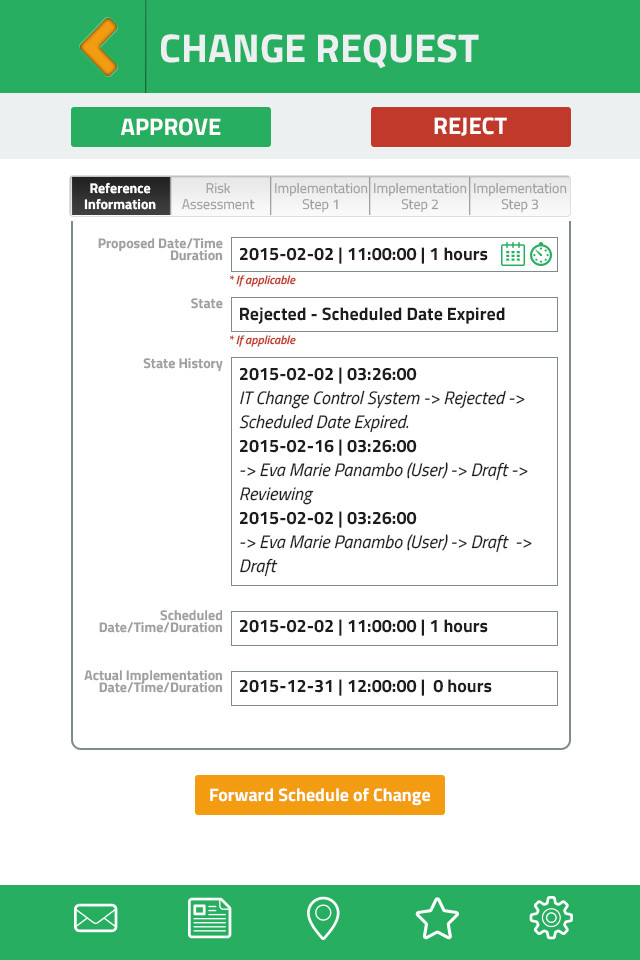 CHANGE REQUEST
APPROVE
REJECT
Reference
Information
Risk
Assessment
Implementation
Step 1
Implementation
Step 2
Implementation
Step 3
Proposed Date/Time
Duration
2015-02-02 | 11:00:00 | 1 hours
* If applicable
State
Rejected - Scheduled Date Expired
* If applicable
State History
2015-02-02 | 03:26:00
IT Change Control System -> Rejected ->
Scheduled Date Expired.
2015-02-16 | 03:26:00
-> Eva Marie Panambo (User) -> Draft ->
Reviewing
2015-02-02 | 03:26:00
-> Eva Marie Panambo (User) -> Draft ->
Draft
Scheduled
Date/Time/Duration
2015-02-02 | 11:00:00 | 1 hours
Actual Implementation
Date/Time/Duration
2015-12-31 | 12:00:00 | 0 hours
Forward Schedule of Change